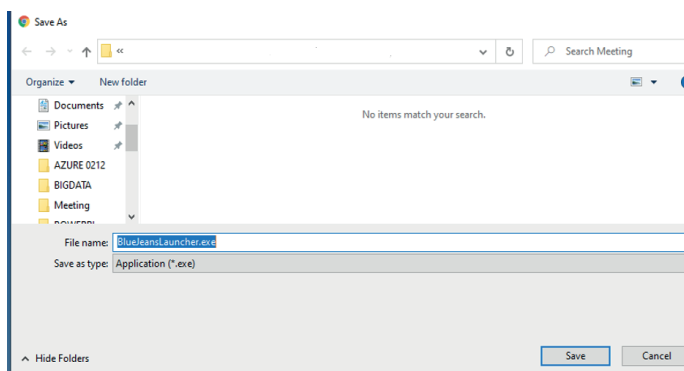 Save As
«
Search Meeting
Organize
New folder
Documents
Pictures
Videos
AZURE 0212
BIGDATA
Meeting
No items match your search.
File name: BlueJeansLauncher.exe
Save as type: Application (*.exe)
Hide Folders
Save
Cancel